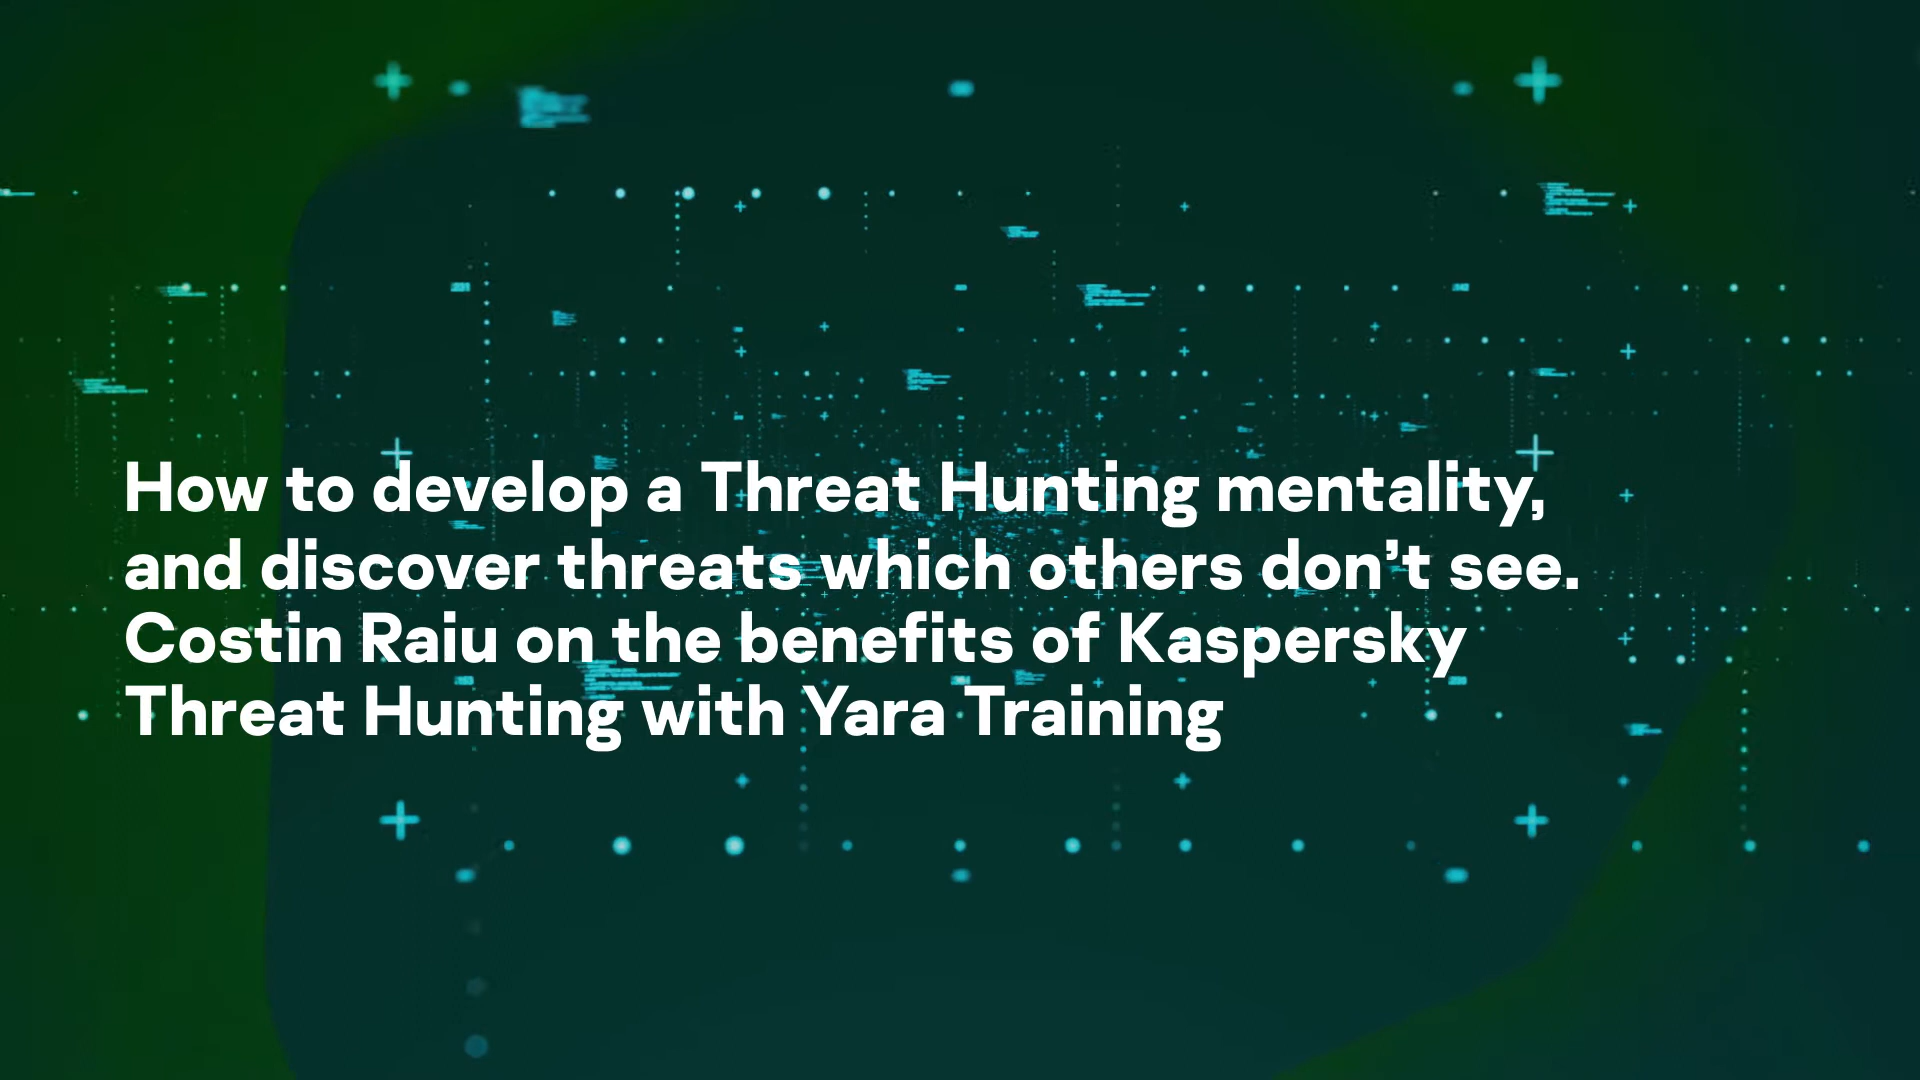 How to develop a Threat Hunting mentality,
and discover threats which others don’t see.
Costin Raiu on the benefits of Kaspersky
Threat Hunting with Yara Training